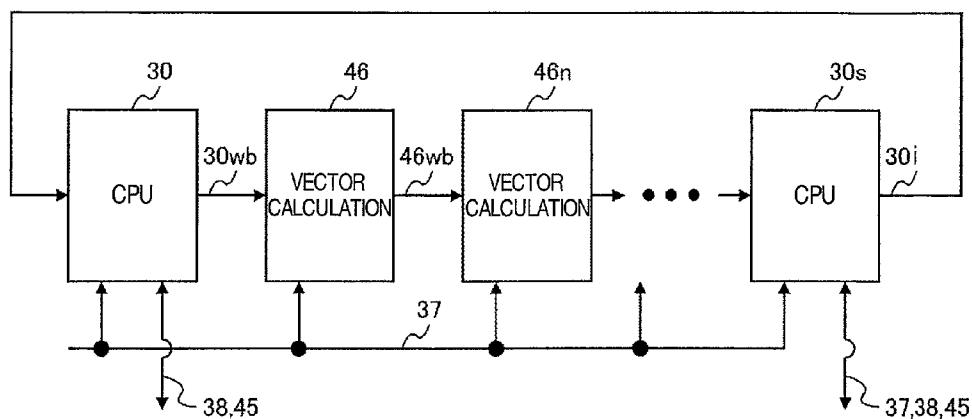 30
46
46n
30s
30wb
46wb
30i
CPU
VECTOR
CALCULATION
VECTOR
CALCULATION
CPU
37
38,45
37,38,45